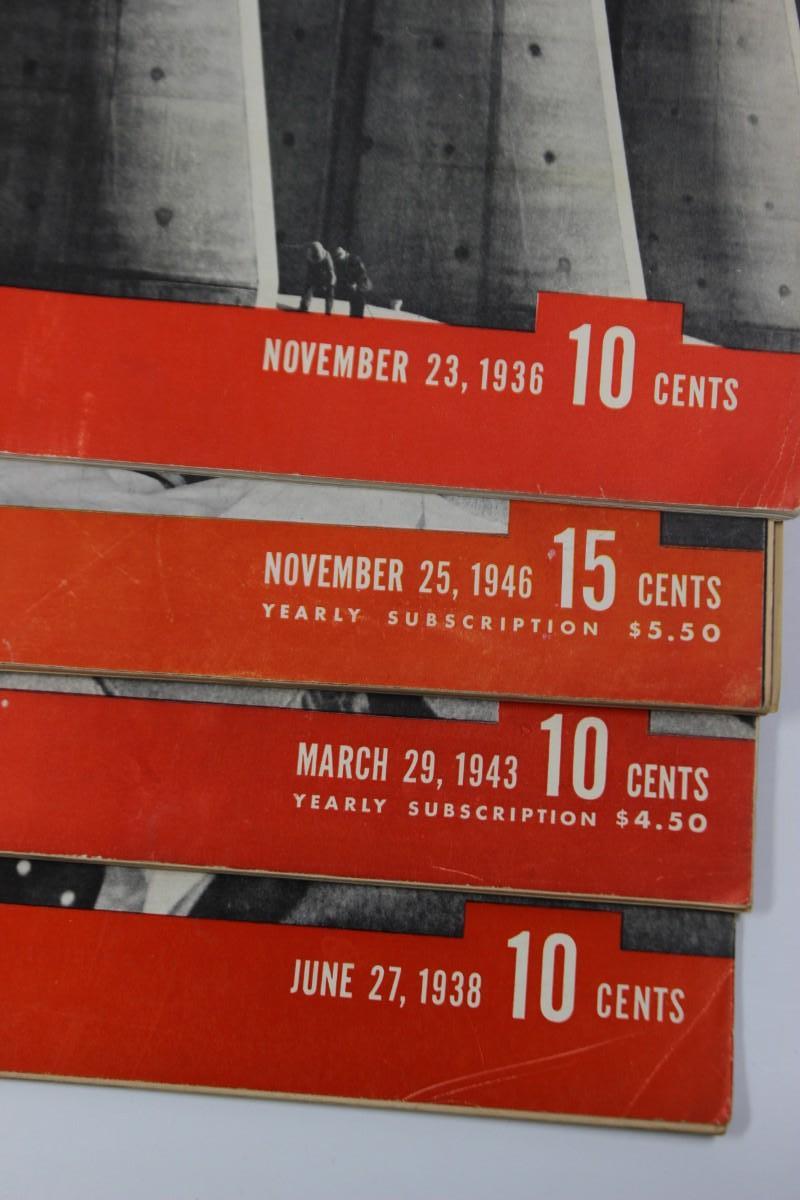 NOVEMBER 23, 1936 10 CENTS
NOVEMBER 25, 1946 15 CENTS
YEARLY SUBSCRIPTION $5.50
MARCH 29, 1943 10 CENTS
YEARLY SUBSCRIPTION $4.50
JUNE 27, 1938 10 CENTS